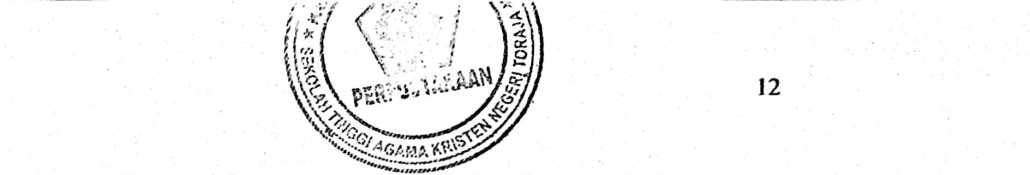 PERPUSTAKAAN
* SEKOLAH TINGGI AGAMA KRISTEN NEGERI TORAJA
12